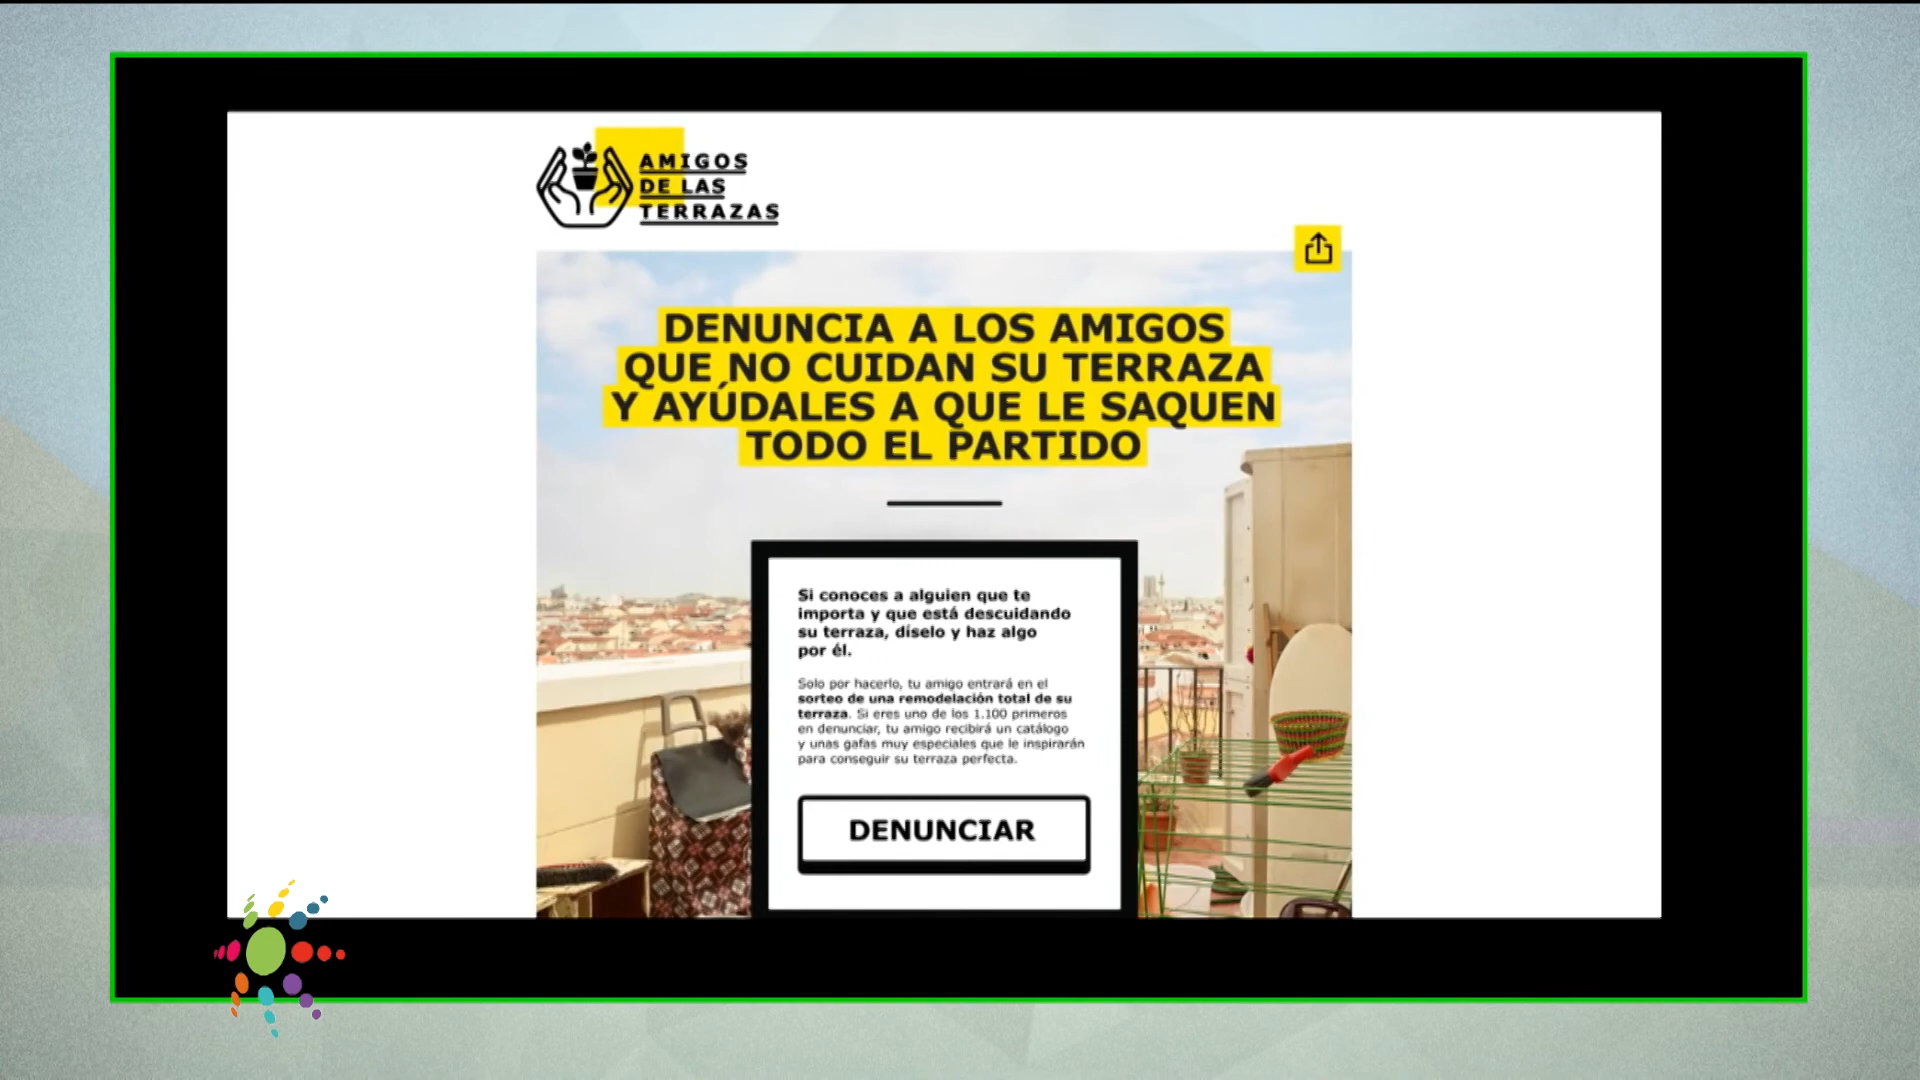 AMIGOS
DE LAS
TERRAZAS
DENUNCIA A LOS AMIGOS
QUE NO CUIDAN SU TERRAZA
Y AYÚDALES A QUE LE SAQUEN
TODO EL PARTIDO
Si conoces a alguien que te
importa y que está descuidando
su terraza, díselo y haz algo
por él.
Solo por hacerlo, tu amigo entrará en el
sorteo de una remodelación total de su
terraza. Si eres uno de los 1.100 primeros
en denunciar, tu amigo recibirá un catálogo
y unas gafas muy especiales que le inspirarán
para conseguir su terraza perfecta.
DENUNCIAR